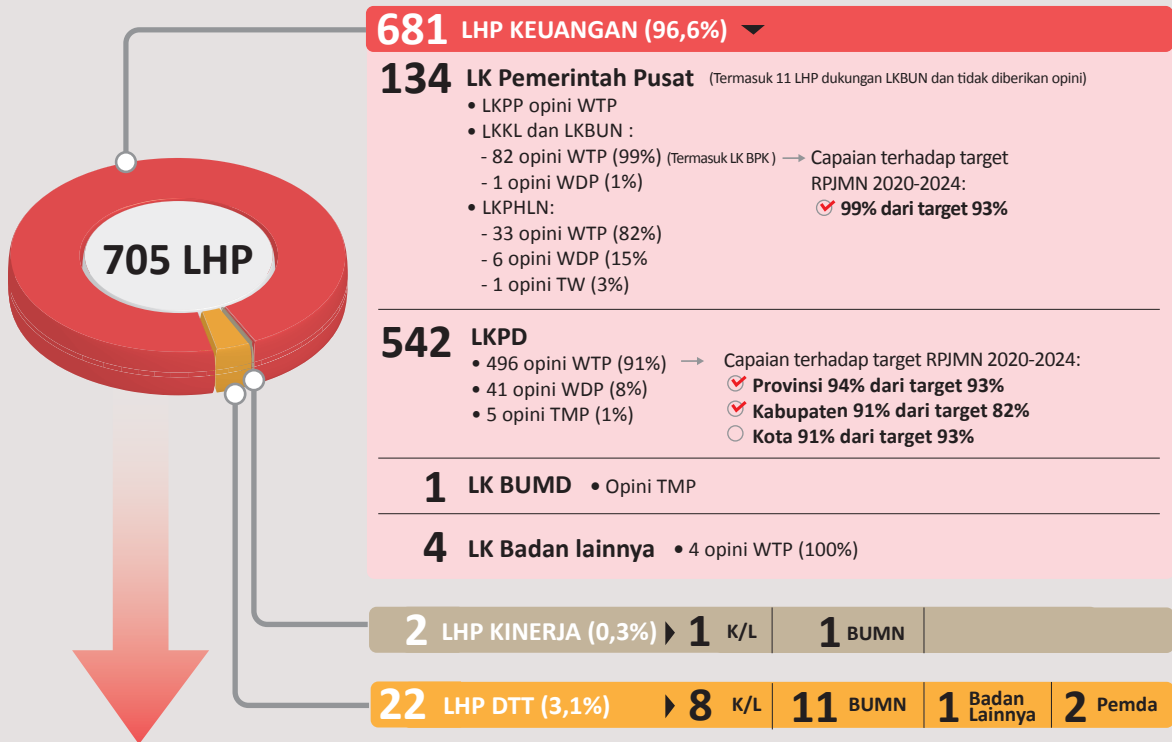 681 LHP KEUANGAN (96,6%)
134 LK Pemerintah Pusat (Termasuk 11 LHP dukungan LKBUN dan tidak diberikan opini)
• LKPP opini WTP
• LKKL dan LKBUN :
- 82 opini WTP (99%) (Termasuk LK BPK ) → Capaian terhadap target
RPJMN 2020-2024:
99% dari target 93%
- 1 opini WDP (1%)
• LKPHLN:
- 33 opini WTP (82%)
- 6 opini WDP (15%
- 1 opini TW (3%)
705 LHP
542 LKPD
• 496 opini WTP (91%) → Capaian terhadap target RPJMN 2020-2024:
• 41 opini WDP (8%)
• 5 opini TMP (1%)
Provinsi 94% dari target 93%
Kabupaten 91% dari target 82%
Kota 91% dari target 93%
1 LK BUMD • Opini TMP
4 LK Badan lainnya • 4 opini WTP (100%)
2 LHP KINERJA (0,3%) 1 K/L 1 BUMN
22 LHP DTT (3,1%) 8 K/L 11 BUMN 1 Badan Lainnya 2 Pemda